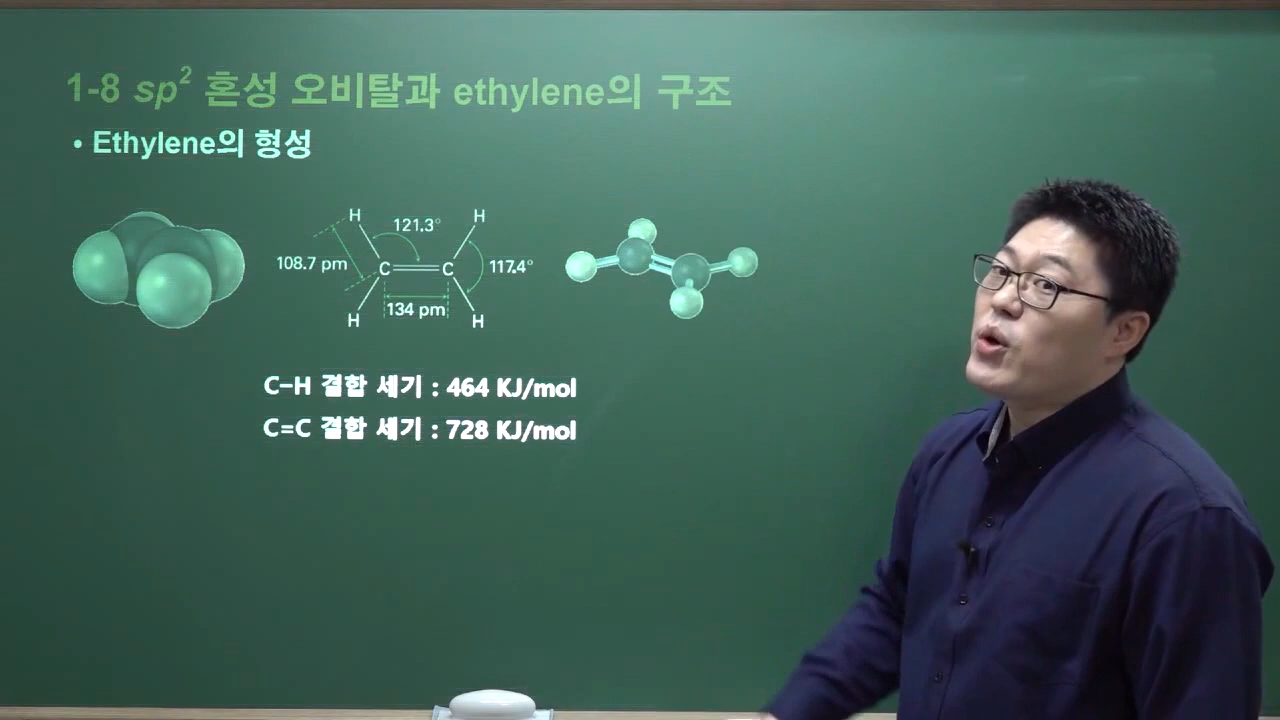 1-8 sp² 혼성 오비탈과 ethylene의 구조
• Ethylene의 형성
H H
121.3°
108.7 pm C C 117.4°
134 pm
H H
C-H 결합 세기 : 464 KJ/mol
C=C 결합 세기 : 728 KJ/mol